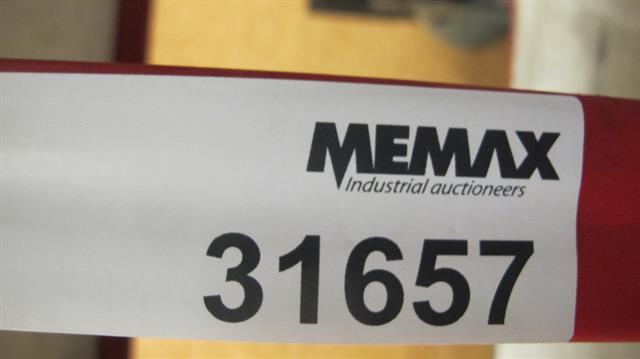 MEMAX
Industrial auctioneers
31657